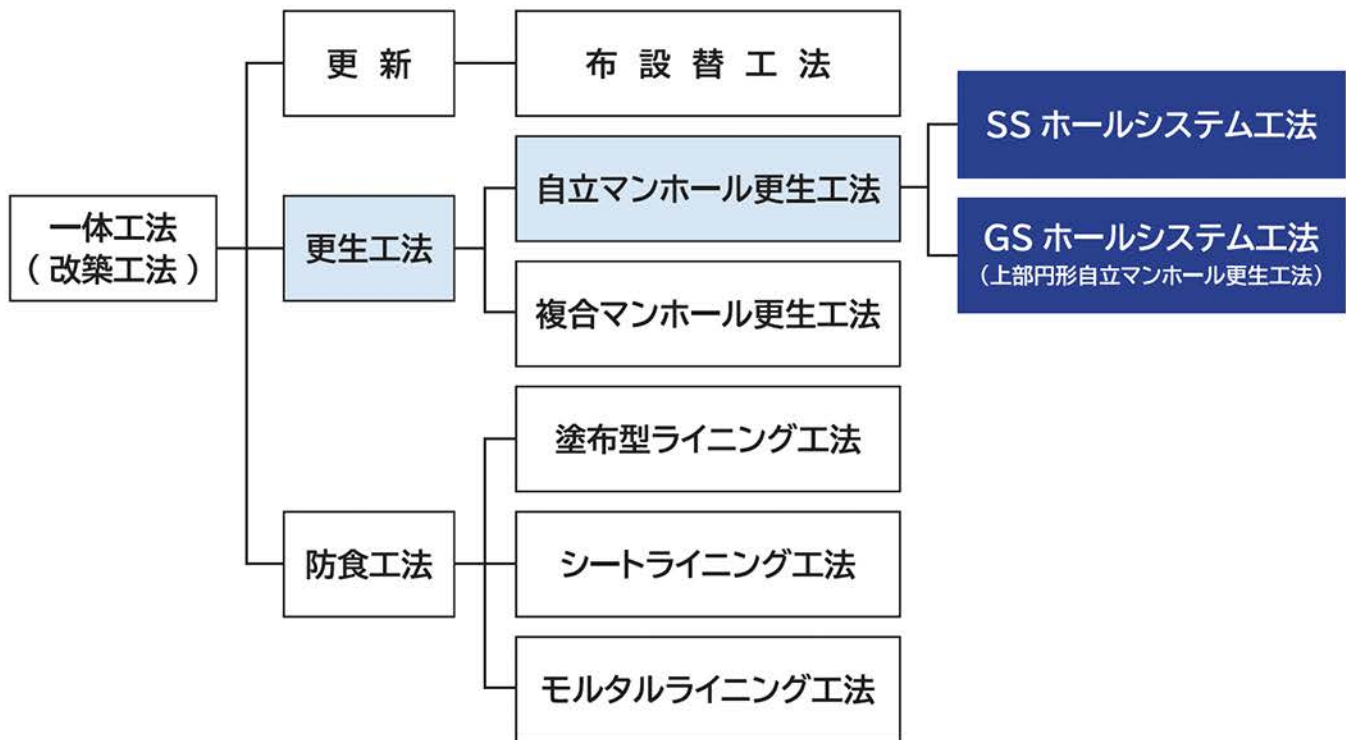 一体工法
(改築工法)
更新
布設替工法
更生工法
自立マンホール更生工法
SSホールシステム工法
GSホールシステム工法
(上部円形自立マンホール更生工法)
複合マンホール更生工法
防食工法
塗布型ライニング工法
シートライニング工法
モルタルライニング工法